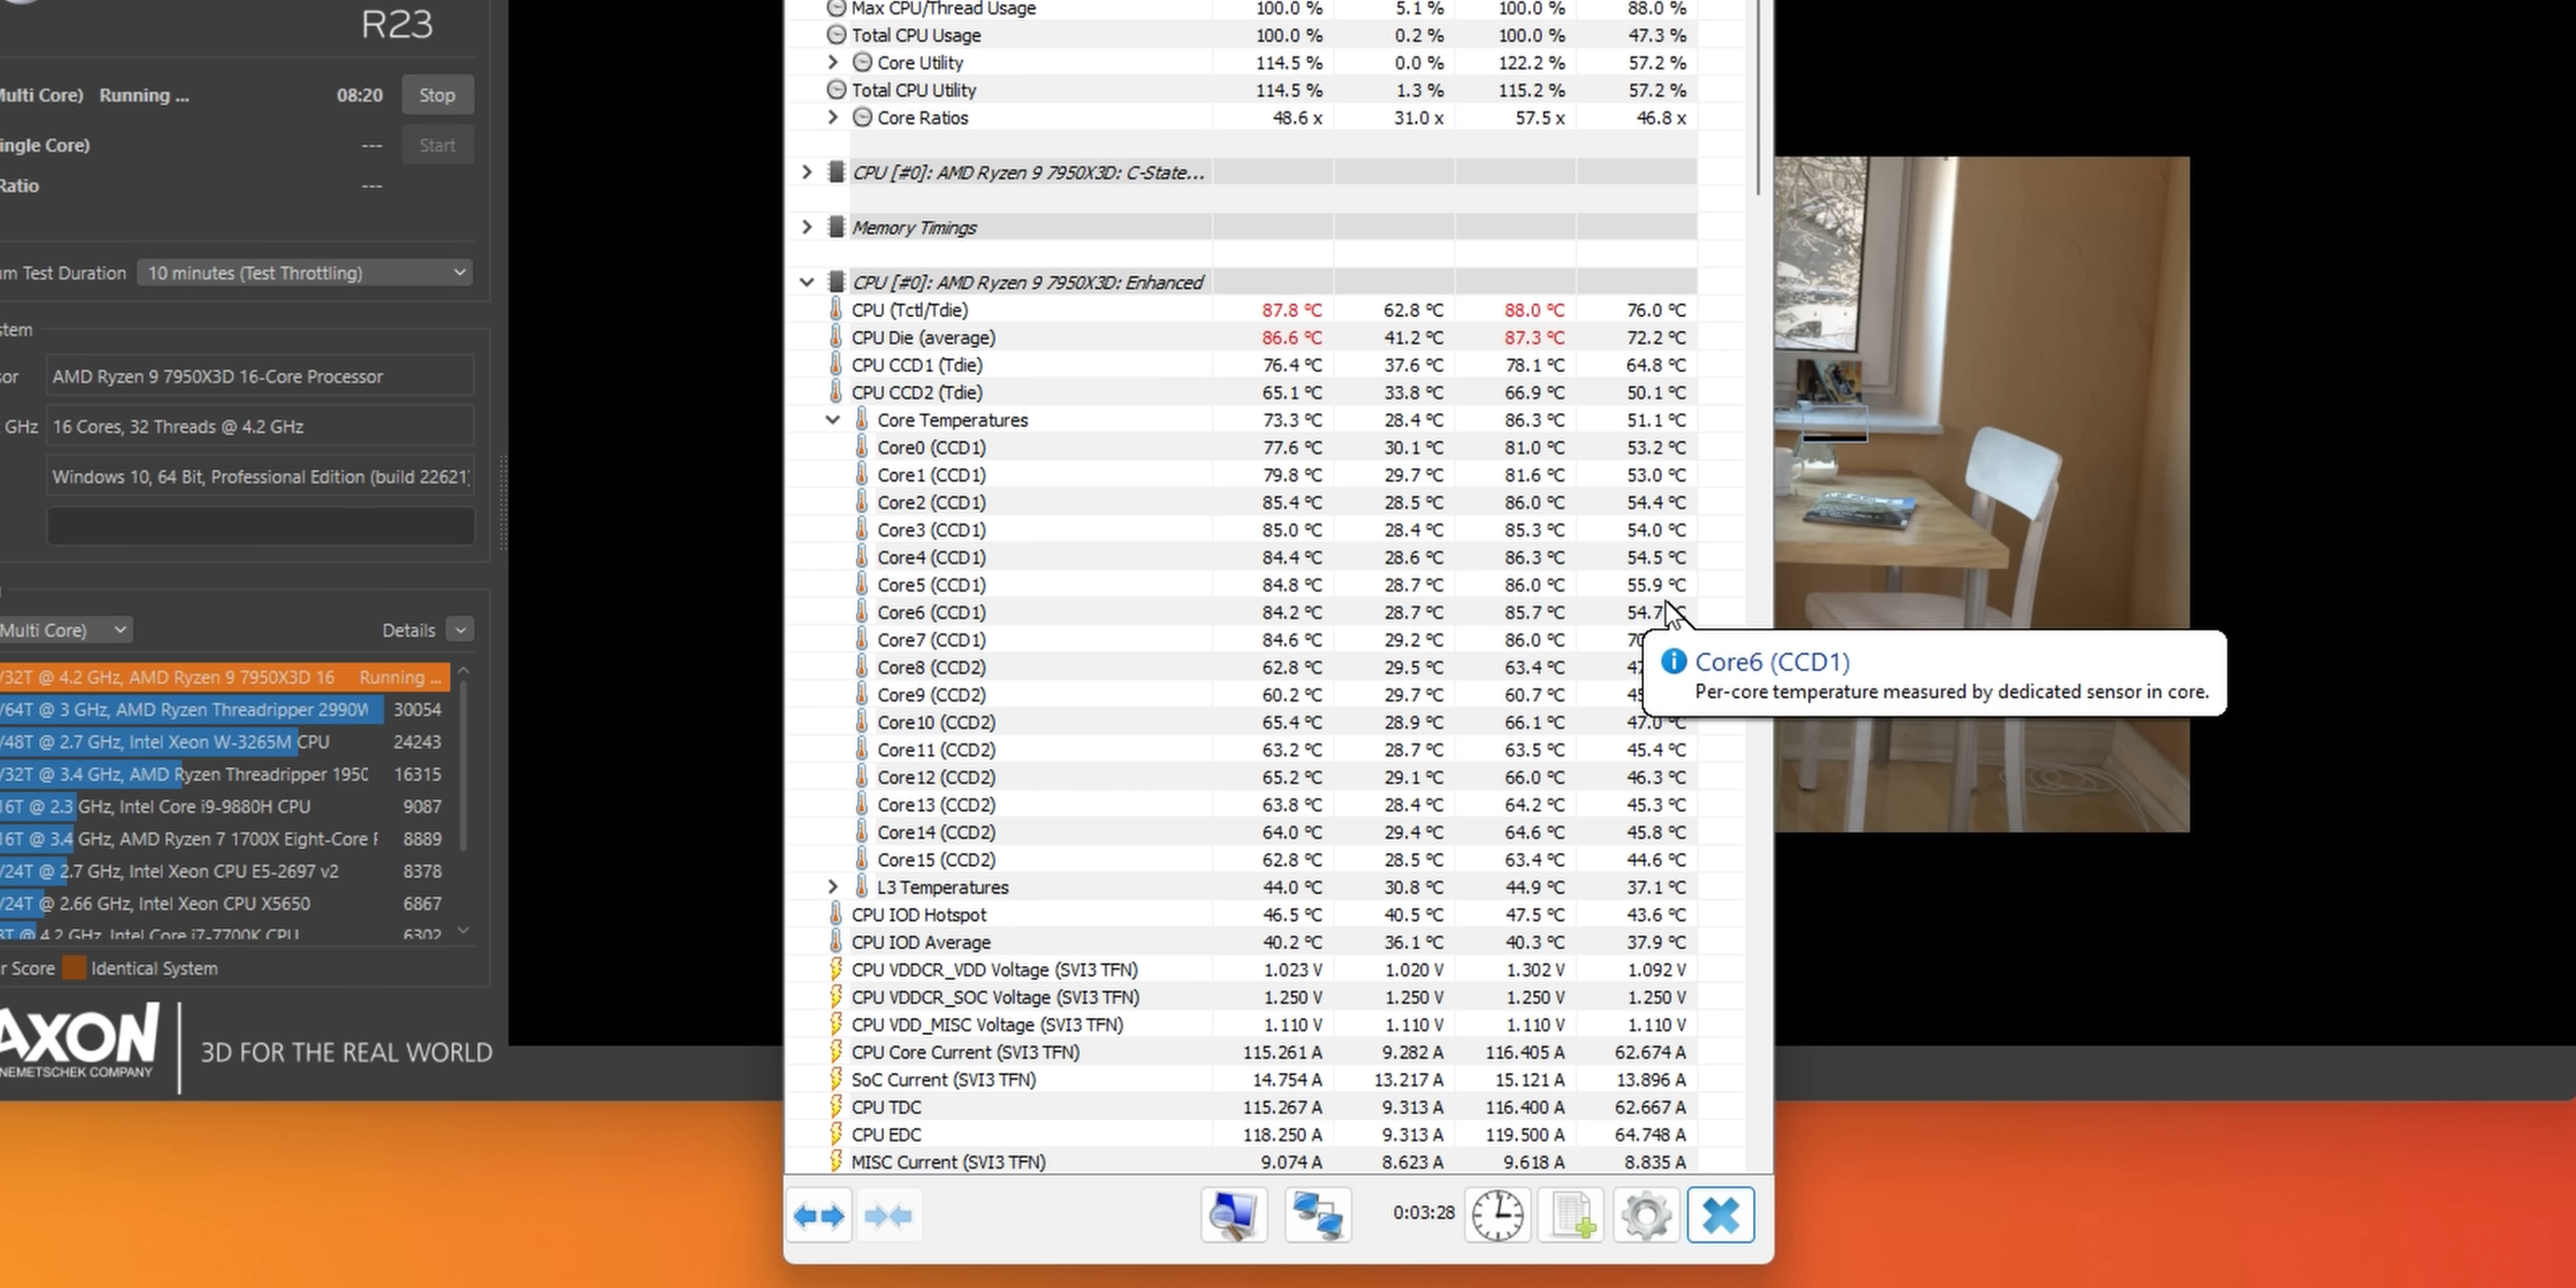 R23
Multi Core) Running ... 08:20 Stop
ingle Core) --- Start
Ratio ---
m Test Duration 10 minutes (Test Throttling)
stem
sor AMD Ryzen 9 7950X3D 16-Core Processor
GHz 16 Cores, 32 Threads @ 4.2 GHz
Windows 10, 64 Bit, Professional Edition (build 22621)
Multi Core) Details
/32T @ 4.2 GHz, AMD Ryzen 9 7950X3D 16 Running ...
/64T @ 3 GHz, AMD Ryzen Threadripper 2990W 30054
/48T @ 2.7 GHz, Intel Xeon W-3265M CPU 24243
/32T @ 3.4 GHz, AMD Ryzen Threadripper 1950 16315
16T @ 2.3 GHz, Intel Core i9-9880H CPU 9087
16T @ 3.4 GHz, AMD Ryzen 7 1700X Eight-Core P 8889
/24T @ 2.7 GHz, Intel Xeon CPU E5-2697 v2 8378
/24T @ 2.66 GHz, Intel Xeon CPU X5650 6867
8T @ 4.2 GHz, Intel Core i7-7700K CPU 6302
r Score Identical System
AXON
NEMETSCHEK COMPANY
3D FOR THE REAL WORLD
Max CPU/Thread Usage 100.0 % 5.1 % 100.0 % 88.0 %
Total CPU Usage 100.0 % 0.2 % 100.0 % 47.3 %
Core Utility 114.5 % 0.0 % 122.2 % 57.2 %
Total CPU Utility 114.5 % 1.3 % 115.2 % 57.2 %
Core Ratios 48.6 x 31.0 x 57.5 x 46.8 x
CPU [#0]: AMD Ryzen 9 7950X3D: C-State...
Memory Timings
CPU [#0]: AMD Ryzen 9 7950X3D: Enhanced
CPU (Tctl/Tdie) 87.8 °C 62.8 °C 88.0 °C 76.0 °C
CPU Die (average) 86.6 °C 41.2 °C 87.3 °C 72.2 °C
CPU CCD1 (Tdie) 76.4 °C 37.6 °C 78.1 °C 64.8 °C
CPU CCD2 (Tdie) 65.1 °C 33.8 °C 66.9 °C 50.1 °C
Core Temperatures 73.3 °C 28.4 °C 86.3 °C 51.1 °C
Core0 (CCD1) 77.6 °C 30.1 °C 81.0 °C 53.2 °C
Core1 (CCD1) 79.8 °C 29.7 °C 81.6 °C 53.0 °C
Core2 (CCD1) 85.4 °C 28.5 °C 86.0 °C 54.4 °C
Core3 (CCD1) 85.0 °C 28.4 °C 85.3 °C 54.0 °C
Core4 (CCD1) 84.4 °C 28.6 °C 86.3 °C 54.5 °C
Core5 (CCD1) 84.8 °C 28.7 °C 86.0 °C 55.9 °C
Core6 (CCD1) 84.2 °C 28.7 °C 85.7 °C 54.7 °C
Core7 (CCD1) 84.6 °C 29.2 °C 86.0 °C 70
Core8 (CCD2) 62.8 °C 29.5 °C 63.4 °C 47
Core9 (CCD2) 60.2 °C 29.7 °C 60.7 °C 45
Core10 (CCD2) 65.4 °C 28.9 °C 66.1 °C 47.0 °C
Core11 (CCD2) 63.2 °C 28.7 °C 63.5 °C 45.4 °C
Core12 (CCD2) 65.2 °C 29.1 °C 66.0 °C 46.3 °C
Core13 (CCD2) 63.8 °C 28.4 °C 64.2 °C 45.3 °C
Core14 (CCD2) 64.0 °C 29.4 °C 64.6 °C 45.8 °C
Core15 (CCD2) 62.8 °C 28.5 °C 63.4 °C 44.6 °C
L3 Temperatures 44.0 °C 30.8 °C 44.9 °C 37.1 °C
CPU IOD Hotspot 46.5 °C 40.5 °C 47.5 °C 43.6 °C
CPU IOD Average 40.2 °C 36.1 °C 40.3 °C 37.9 °C
CPU VDDCR_VDD Voltage (SVI3 TFN) 1.023 V 1.020 V 1.302 V 1.092 V
CPU VDDCR_SOC Voltage (SVI3 TFN) 1.250 V 1.250 V 1.250 V 1.250 V
CPU VDD_MISC Voltage (SVI3 TFN) 1.110 V 1.110 V 1.110 V 1.110 V
CPU Core Current (SVI3 TFN) 115.261 A 9.282 A 116.405 A 62.674 A
SoC Current (SVI3 TFN) 14.754 A 13.217 A 15.121 A 13.896 A
CPU TDC 115.267 A 9.313 A 116.400 A 62.667 A
CPU EDC 118.250 A 9.313 A 119.500 A 64.748 A
MISC Current (SVI3 TFN) 9.074 A 8.623 A 9.618 A 8.835 A
0:03:28
Core6 (CCD1)
Per-core temperature measured by dedicated sensor in core.